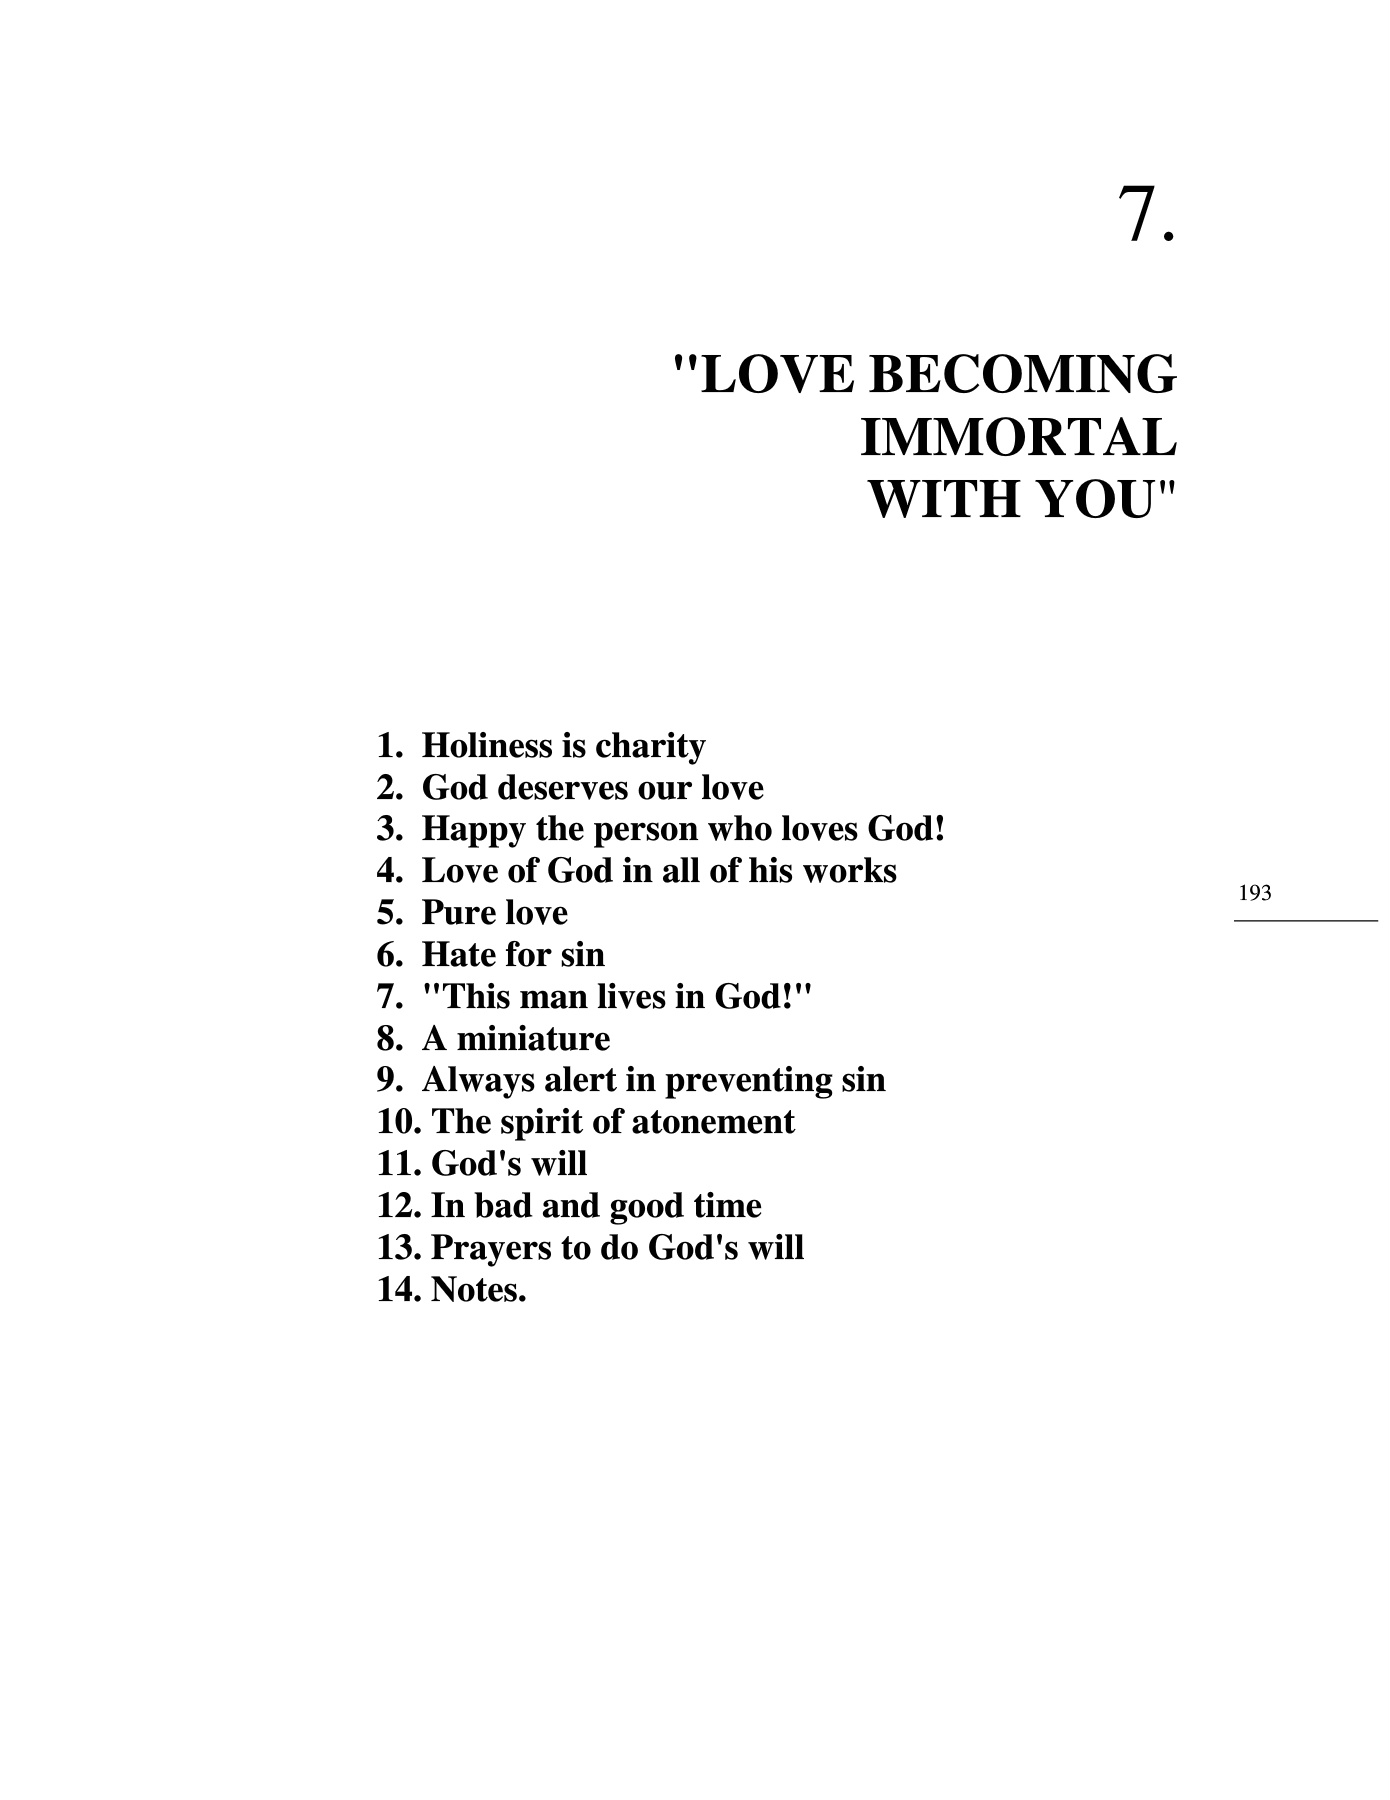 7.
"LOVE BECOMING
IMMORTAL
WITH YOU"
1. Holiness is charity
2. God deserves our love
3. Happy the person who loves God!
4. Love of God in all of his works
193
5. Pure love
6. Hate for sin
7. "This man lives in God!"
8. A miniature
9. Always alert in preventing sin
10. The spirit of atonement
11. God's will
12. In bad and good time
13. Prayers to do God's will
14. Notes.